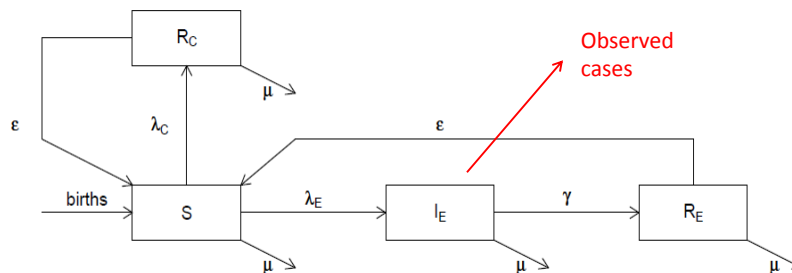 R_C
Observed
cases
μ
ε
λ_C
ε
births
S
λ_E
I_E
γ
R_E
μ
μ
μ